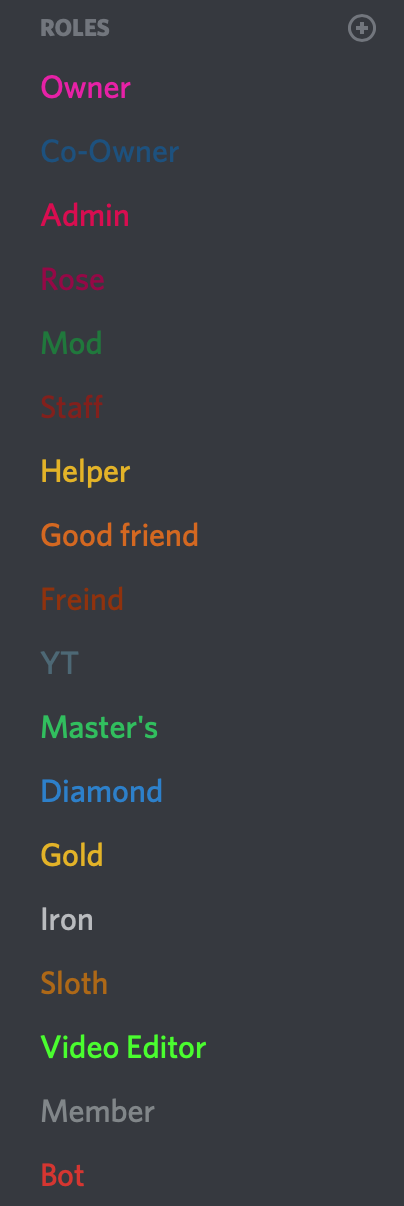 ROLES
Owner
Co-Owner
Admin
Rose
Mod
Staff
Helper
Good friend
Freind
YT
Master's
Diamond
Gold
Iron
Sloth
Video Editor
Member
Bot